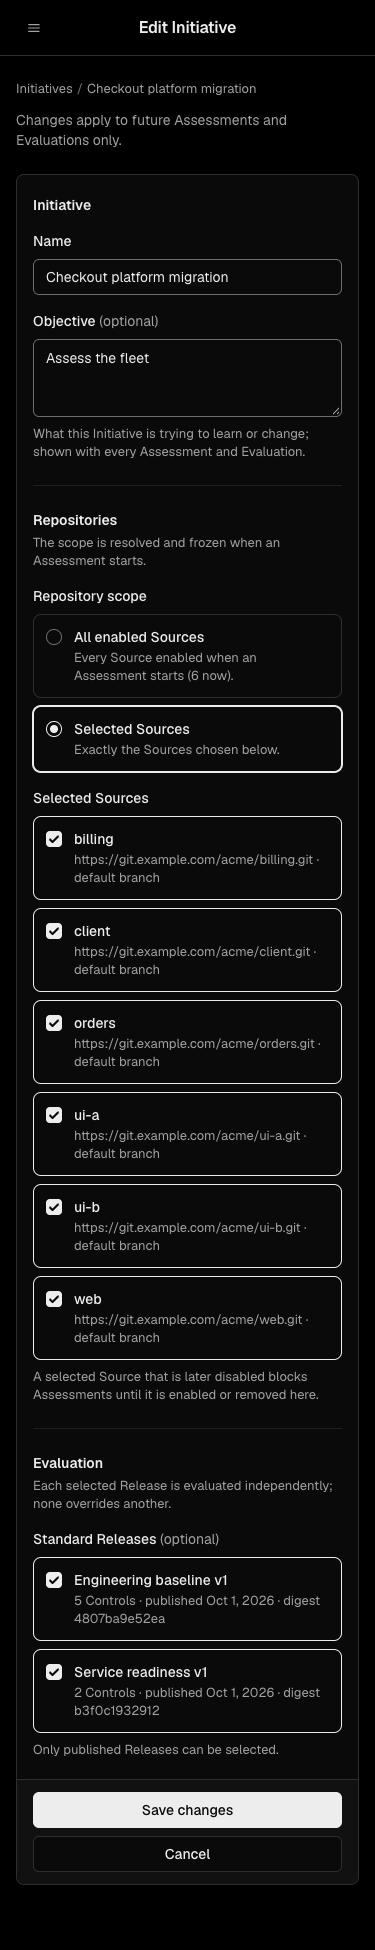 Edit Initiative
Initiatives / Checkout platform migration
Changes apply to future Assessments and
Evaluations only.
Initiative
Name
Checkout platform migration
Objective (optional)
Assess the fleet
What this Initiative is trying to learn or change;
shown with every Assessment and Evaluation.
Repositories
The scope is resolved and frozen when an
Assessment starts.
Repository scope
All enabled Sources
Every Source enabled when an
Assessment starts (6 now).
Selected Sources
Exactly the Sources chosen below.
Selected Sources
billing
https://git.example.com/acme/billing.git ·
default branch
client
https://git.example.com/acme/client.git ·
default branch
orders
https://git.example.com/acme/orders.git ·
default branch
ui-a
https://git.example.com/acme/ui-a.git ·
default branch
ui-b
https://git.example.com/acme/ui-b.git ·
default branch
web
https://git.example.com/acme/web.git ·
default branch
A selected Source that is later disabled blocks
Assessments until it is enabled or removed here.
Evaluation
Each selected Release is evaluated independently;
none overrides another.
Standard Releases (optional)
Engineering baseline v1
5 Controls · published Oct 1, 2026 · digest
4807ba9e52ea
Service readiness v1
2 Controls · published Oct 1, 2026 · digest
b3f0c1932912
Only published Releases can be selected.
Save changes
Cancel